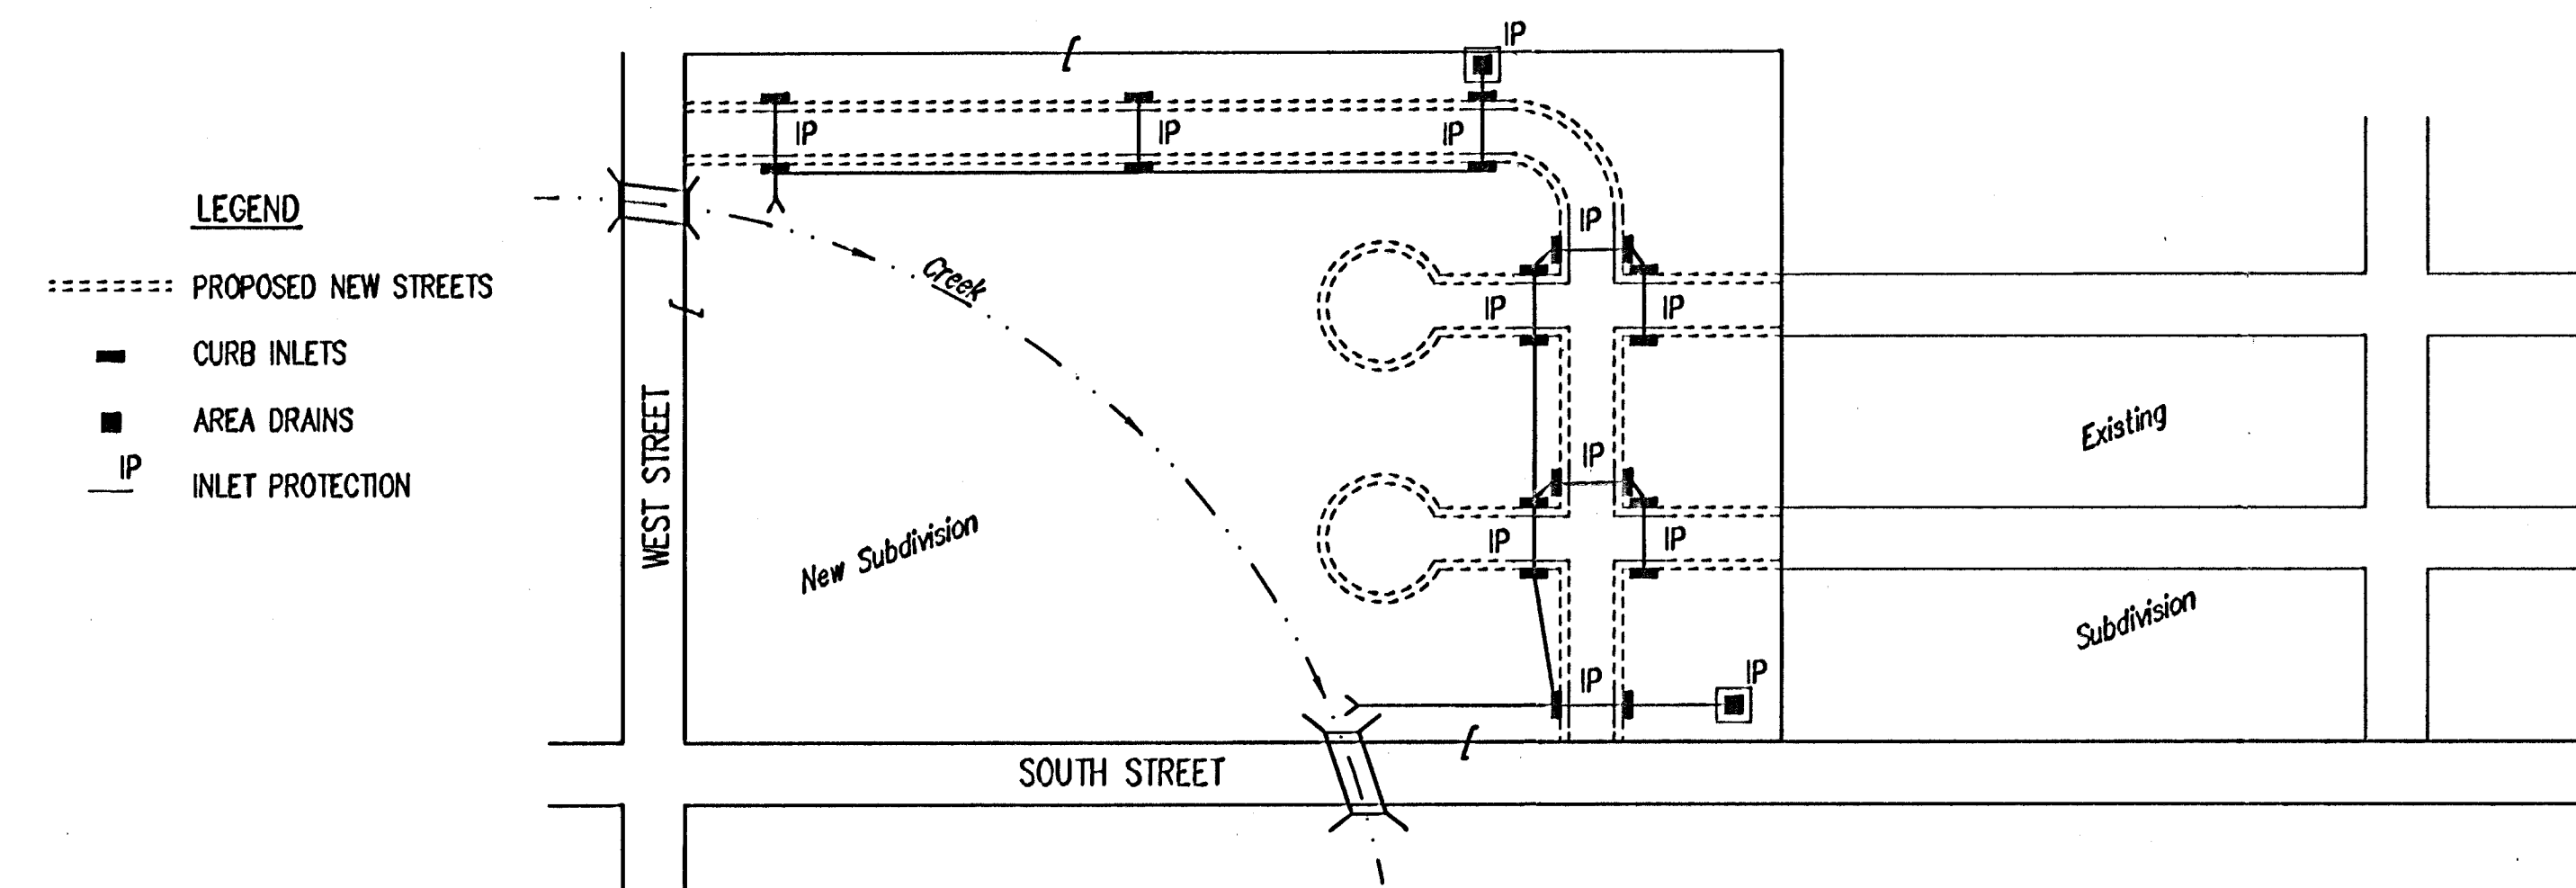 IP
IP
IP
IP
LEGEND
PROPOSED NEW STREETS
CURB INLETS
AREA DRAINS
IP
INLET PROTECTION
WEST STREET
Creek
New Subdivision
IP
IP
IP
IP
IP
IP
IP
IP
Existing
Subdivision
SOUTH STREET